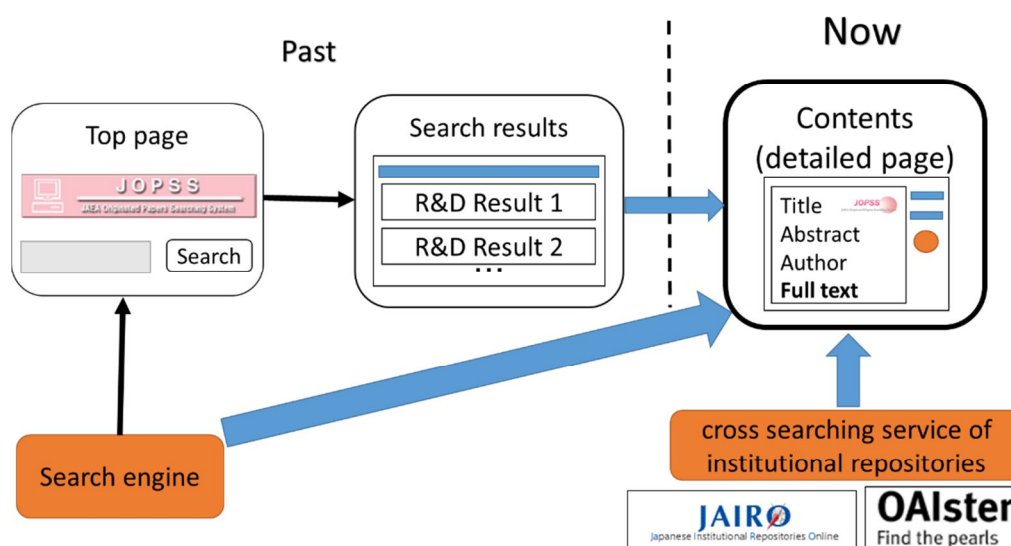 Past
Now
Top page
JOPSS
JAEA Originated Papers Searching System
Search
Search results
R&D Result 1
R&D Result 2
...
Contents
(detailed page)
Title
JOPSS
Abstract
Author
Full text
Search engine
cross searching service of
institutional repositories
JAIRO
Japanese Institutional Repositories Online
OAIster
Find the pearls